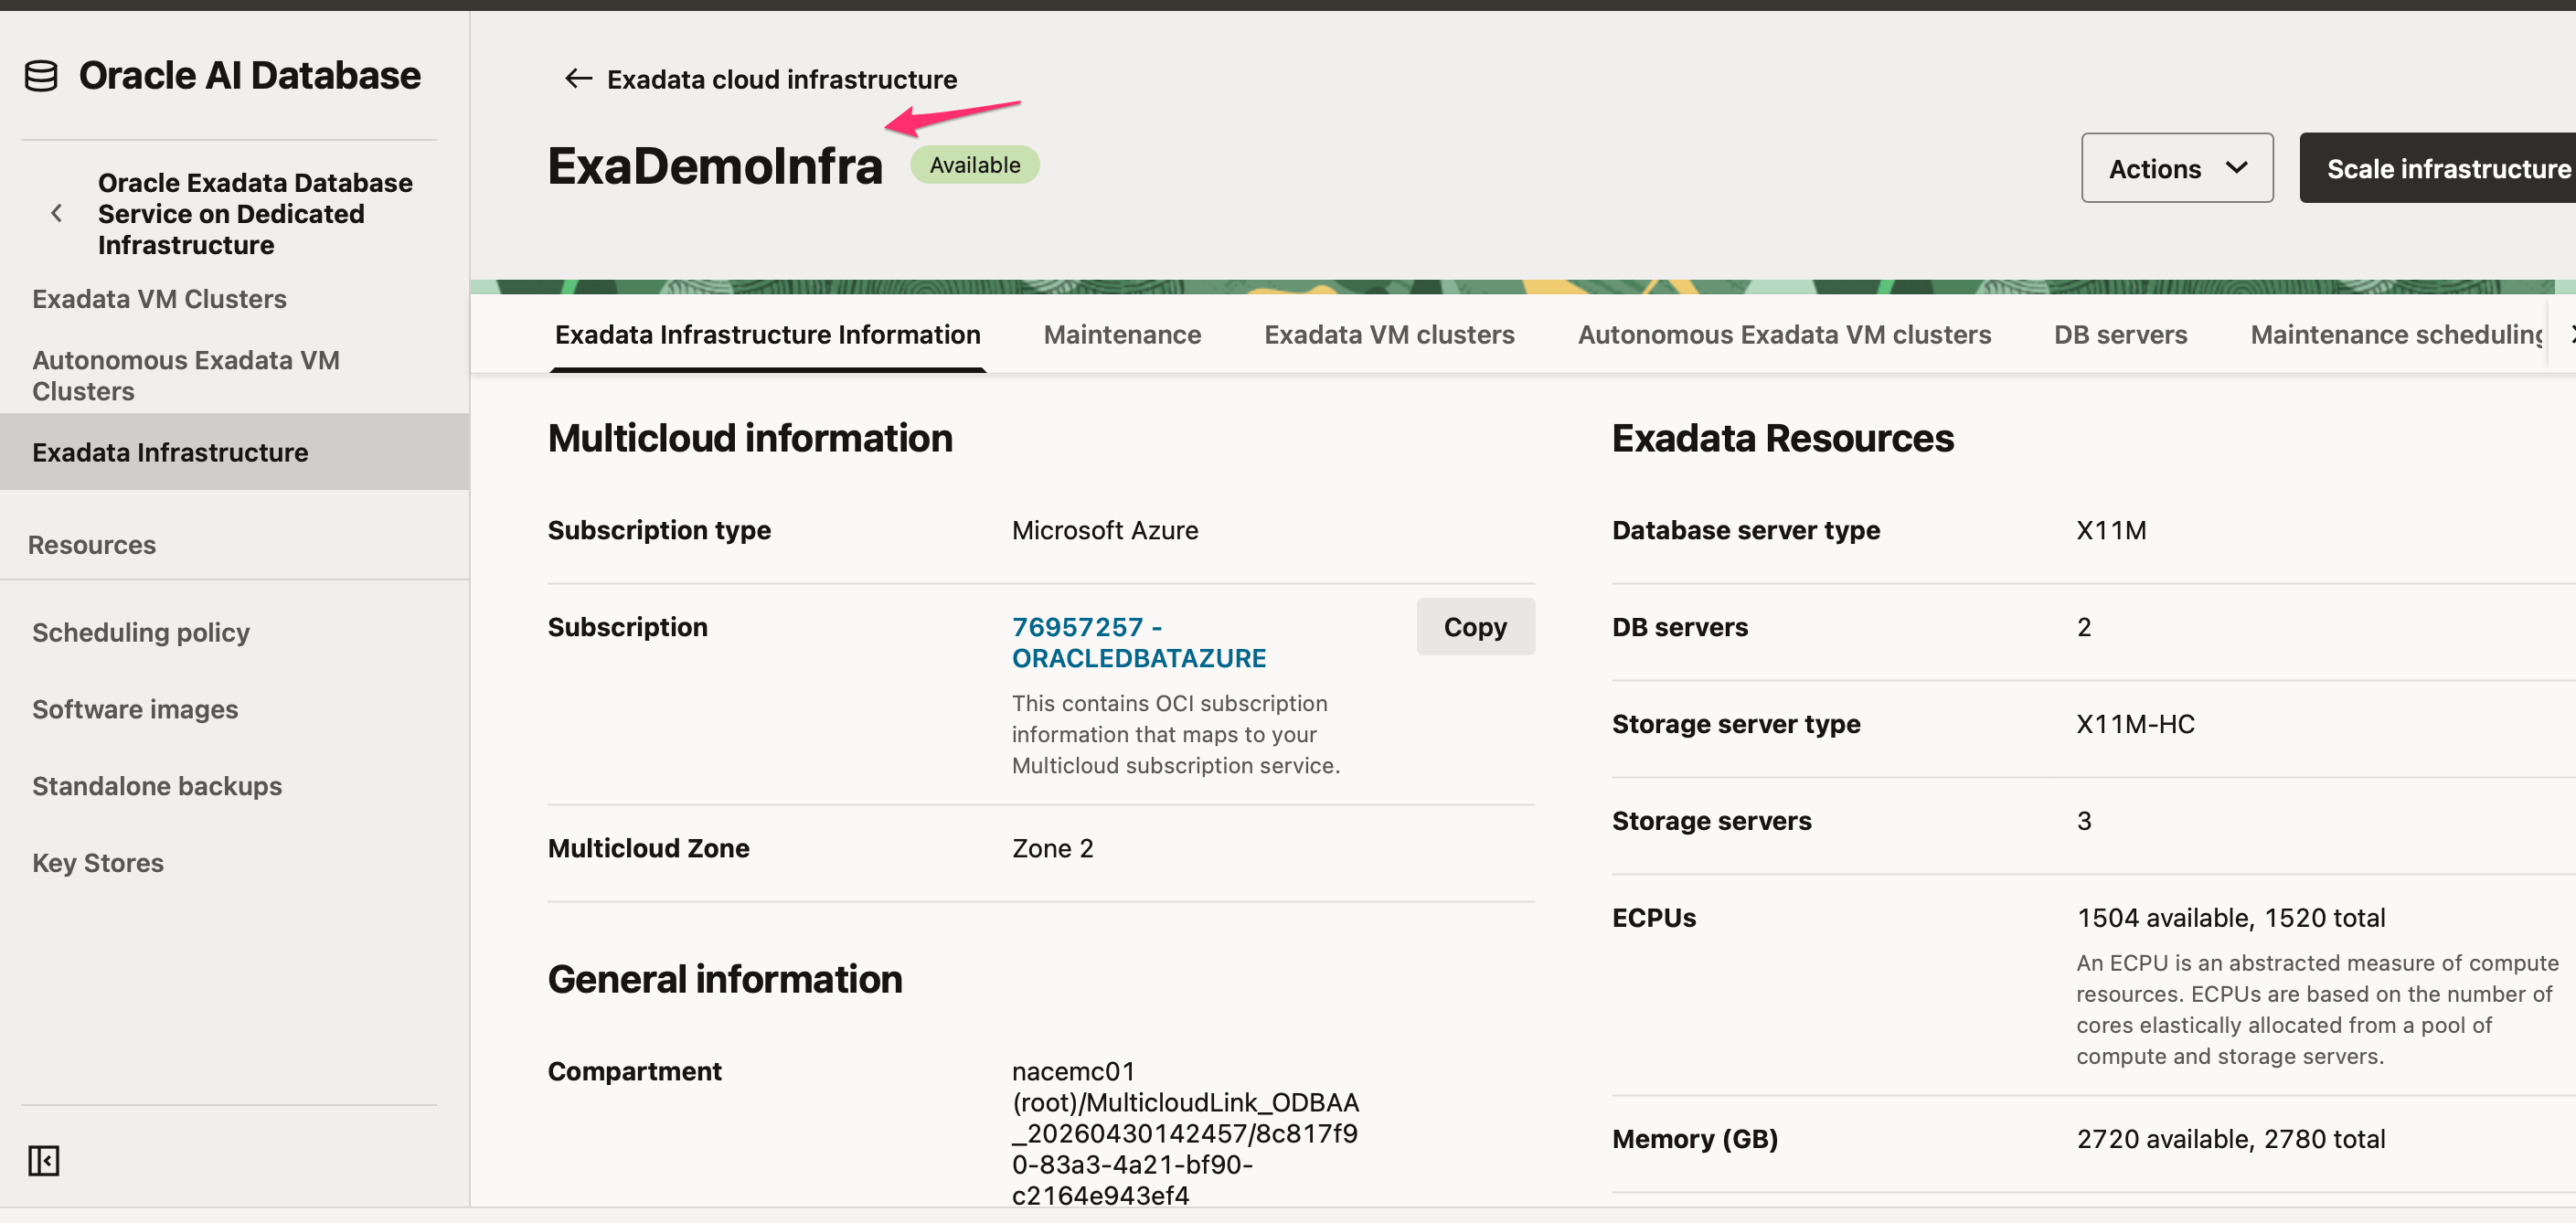 Oracle AI Database
Oracle Exadata Database
Service on Dedicated
Infrastructure
Exadata VM Clusters
Autonomous Exadata VM
Clusters
Exadata Infrastructure
Resources
Scheduling policy
Software images
Standalone backups
Key Stores
Exadata cloud infrastructure
ExaDemoInfra
Available
Actions
Scale infrastructure
Exadata Infrastructure Information
Maintenance
Exadata VM clusters
Autonomous Exadata VM clusters
DB servers
Maintenance scheduling
Multicloud information
Subscription type
Microsoft Azure
Subscription
76957257 -
ORACLEDBATAZURE
Copy
This contains OCI subscription
information that maps to your
Multicloud subscription service.
Multicloud Zone
Zone 2
General information
Compartment
nacemc01
(root)/MulticloudLink_ODBAA
_20260430142457/8c817f9
0-83a3-4a21-bf90-
c2164e943ef4
Exadata Resources
Database server type
X11M
DB servers
2
Storage server type
X11M-HC
Storage servers
3
ECPUs
1504 available, 1520 total
An ECPU is an abstracted measure of compute
resources. ECPUs are based on the number of
cores elastically allocated from a pool of
compute and storage servers.
Memory (GB)
2720 available, 2780 total